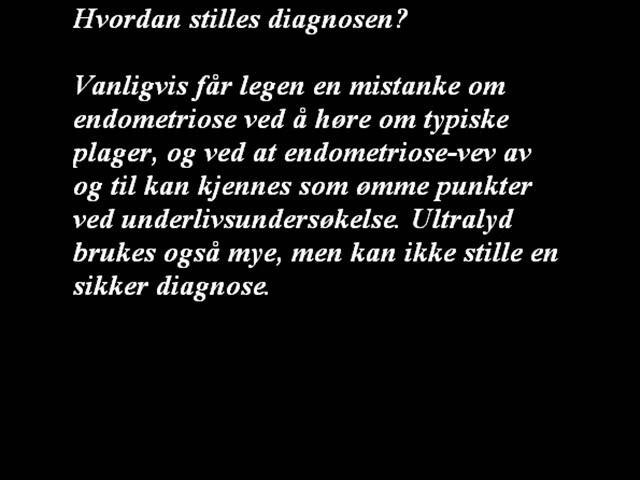 Hvordan stilles diagnosen?
Vanligvis får legen en mistanke om
endometriose ved å høre om typiske
plager, og ved at endometriose-vev av
og til kan kjennes som ømme punkter
ved underlivsundersøkelse. Ultralyd
brukes også mye, men kan ikke stille en
sikker diagnose.